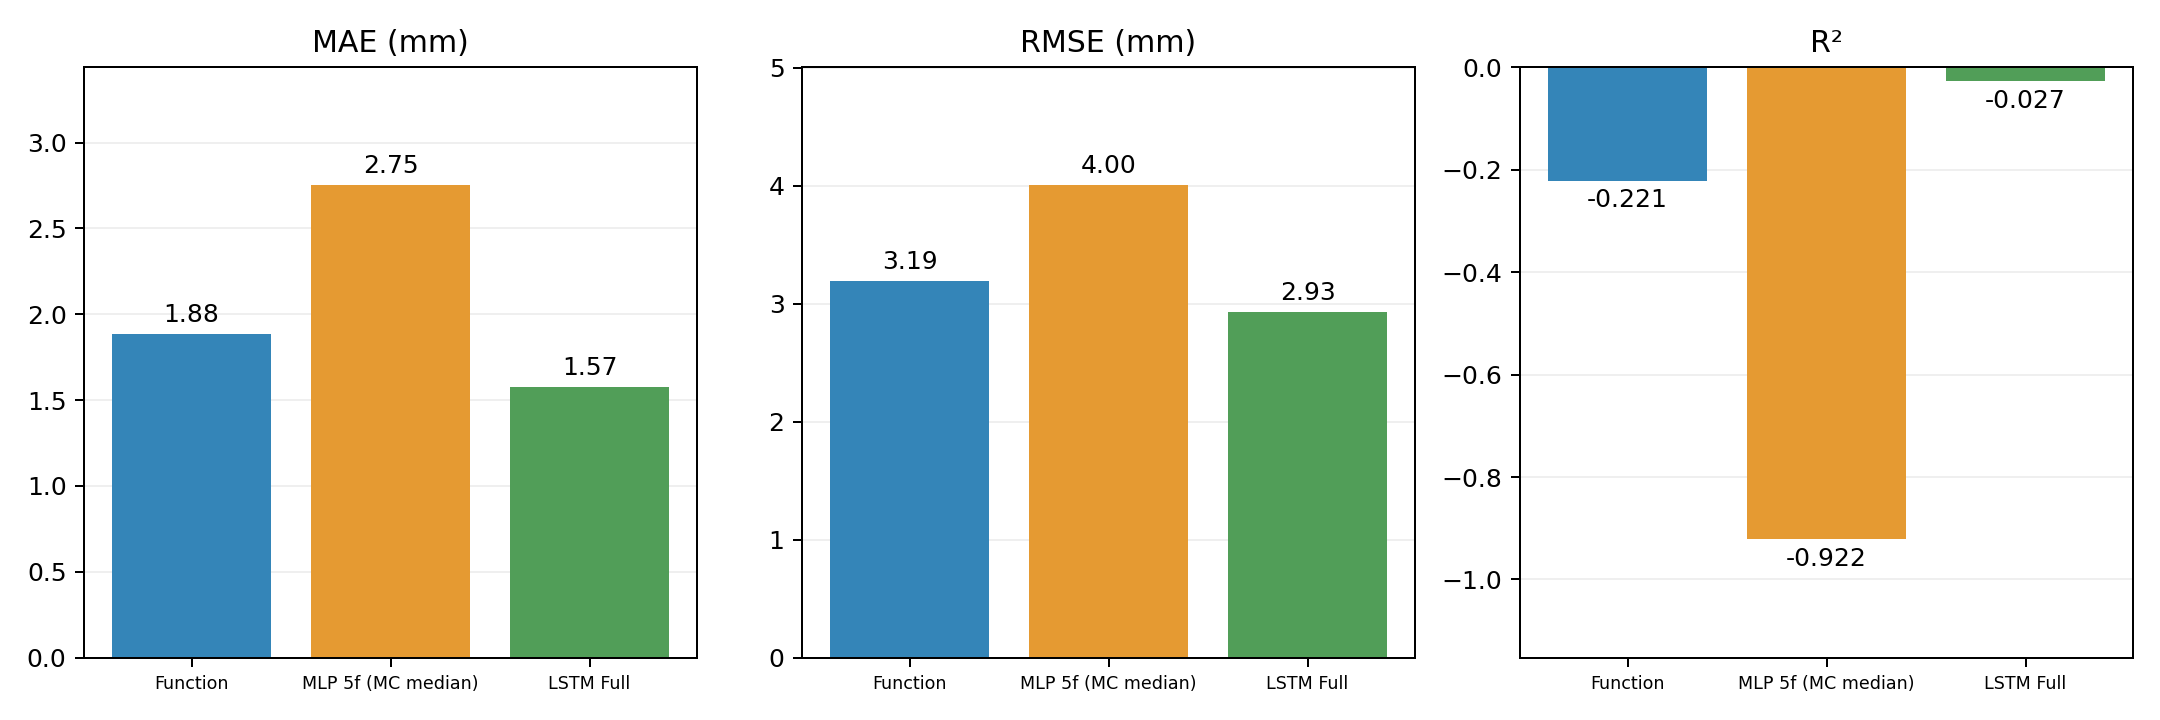 MAE (mm)
3.0
2.5
2.0
1.5
1.0
0.5
0.0
1.88
2.75
1.57
Function
MLP 5f (MC median)
LSTM Full
RMSE (mm)
5
4
3
2
1
0
3.19
4.00
2.93
Function
MLP 5f (MC median)
LSTM Full
R²
0.0
−0.2
−0.4
−0.6
−0.8
−1.0
-0.221
-0.922
-0.027
Function
MLP 5f (MC median)
LSTM Full